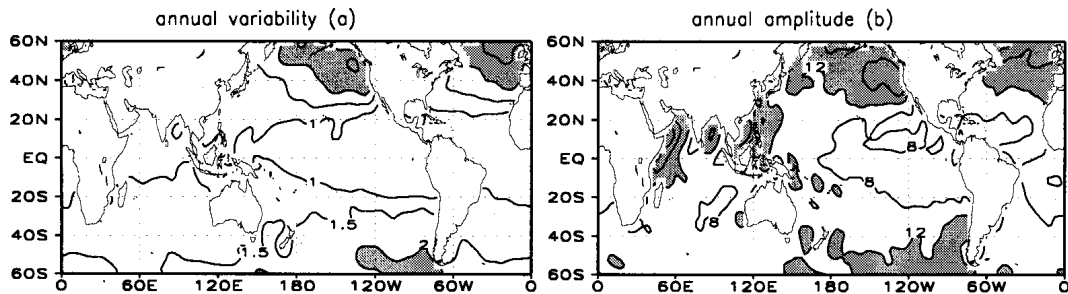 annual variability (a)
annual amplitude (b)
60N
40N
20N
EQ
20S
40S
60S
1
1
1.5
1.5
2
0
60E
120E
180
120W
60W
0
60N
40N
20N
EQ
20S
40S
60S
12
8
8
8
12
0
60E
120E
180
120W
60W
0